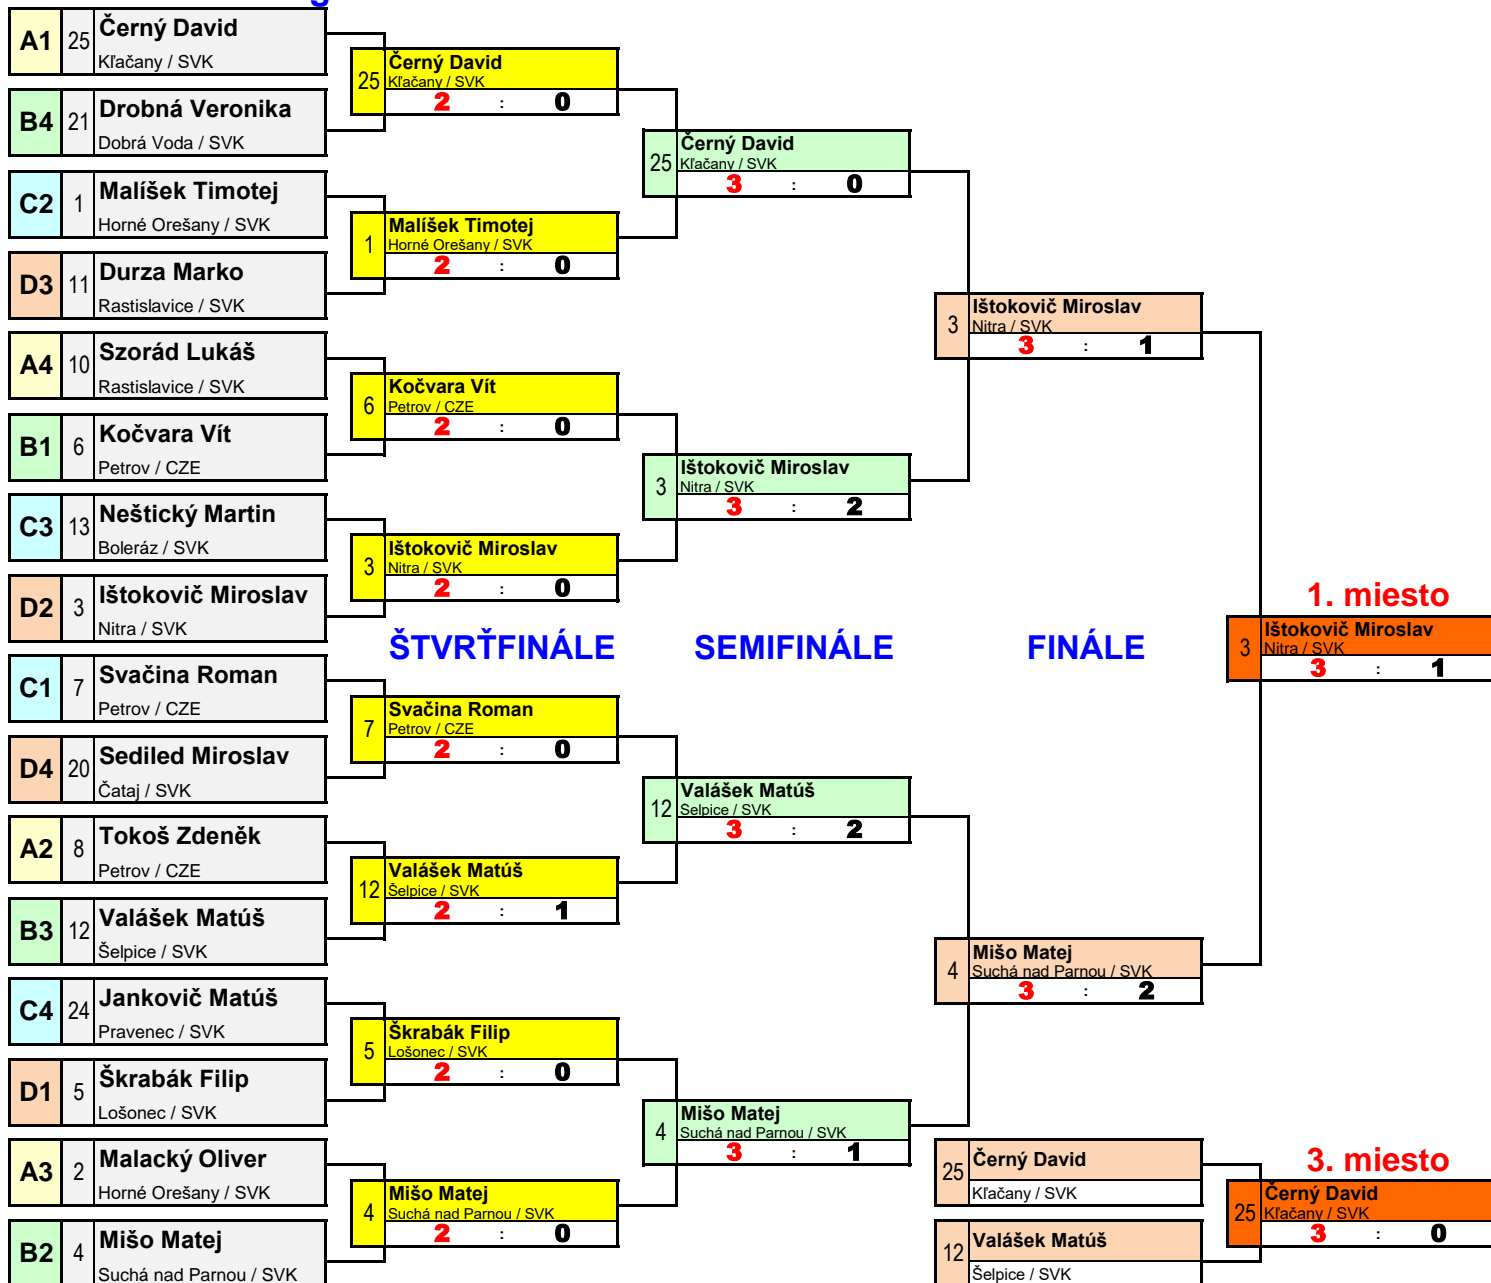 A1 25 Černý David
Kľačany / SVK
B4 21 Drobná Veronika
Dobrá Voda / SVK
C2 1 Malíšek Timotej
Horné Orešany / SVK
D3 11 Durza Marko
Rastislavice / SVK
A4 10 Szorád Lukáš
Rastislavice / SVK
B1 6 Kočvara Vít
Petrov / CZE
C3 13 Neštický Martin
Boleráz / SVK
D2 3 Ištokovič Miroslav
Nitra / SVK
C1 7 Svačina Roman
Petrov / CZE
D4 20 Sediled Miroslav
Čataj / SVK
A2 8 Tokoš Zdeněk
Petrov / CZE
B3 12 Valášek Matúš
Šelpice / SVK
C4 24 Jankovič Matúš
Pravenec / SVK
D1 5 Škrabák Filip
Lošonec / SVK
A3 2 Malacký Oliver
Horné Orešany / SVK
B2 4 Mišo Matej
Suchá nad Parnou / SVK
25 Černý David
Kľačany / SVK
2 : 0
1 Malíšek Timotej
Horné Orešany / SVK
2 : 0
6 Kočvara Vít
Petrov / CZE
2 : 0
3 Ištokovič Miroslav
Nitra / SVK
2 : 0
ŠTVRŤFINÁLE
7 Svačina Roman
Petrov / CZE
2 : 0
12 Valášek Matúš
Šelpice / SVK
2 : 1
5 Škrabák Filip
Lošonec / SVK
2 : 0
4 Mišo Matej
Suchá nad Parnou / SVK
2 : 0
25 Černý David
Kľačany / SVK
3 : 0
3 Ištokovič Miroslav
Nitra / SVK
3 : 2
SEMIFINÁLE
12 Valášek Matúš
Šelpice / SVK
3 : 2
4 Mišo Matej
Suchá nad Parnou / SVK
3 : 1
3 Ištokovič Miroslav
Nitra / SVK
3 : 1
FINÁLE
4 Mišo Matej
Suchá nad Parnou / SVK
3 : 2
25 Černý David
Kľačany / SVK
12 Valášek Matúš
Šelpice / SVK
1. miesto
3 Ištokovič Miroslav
Nitra / SVK
3 : 1
3. miesto
25 Černý David
Kľačany / SVK
3 : 0